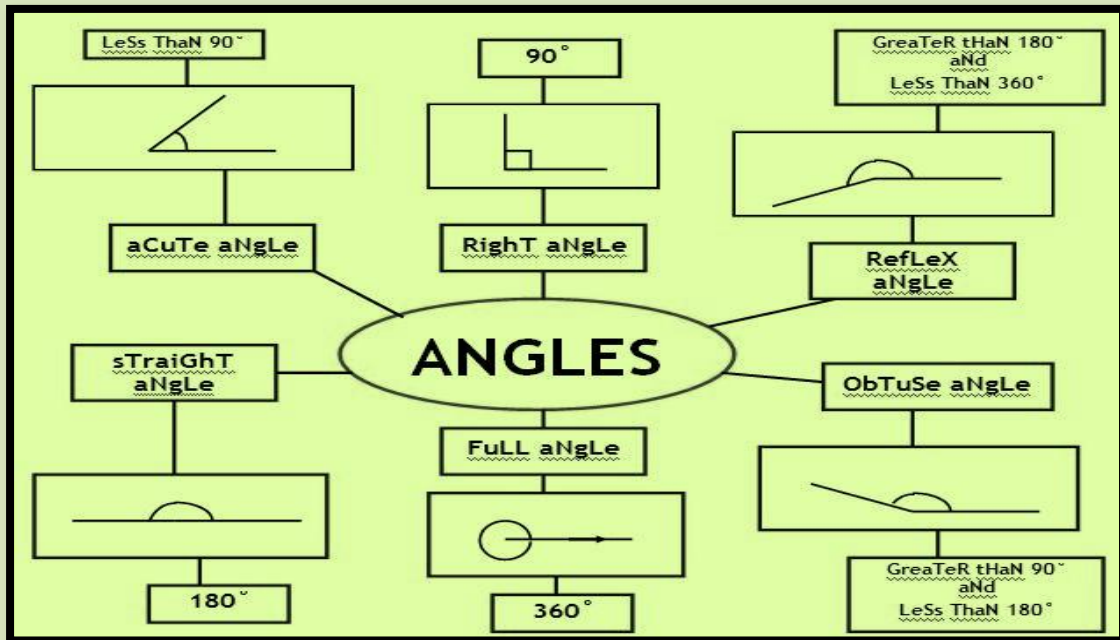 LeSs ThaN 90˘
90°
GreaTeR tHaN 180˘
aNd
LeSs ThaN 360°
aCuTe aNgLe
RighT aNgLe
RefLeX
aNgLe
ANGLES
sTraiGhT
aNgLe
ObTuSe aNgLe
FuLL aNgLe
180˘
360°
GreaTeR tHaN 90˘
aNd
LeSs ThaN 180°